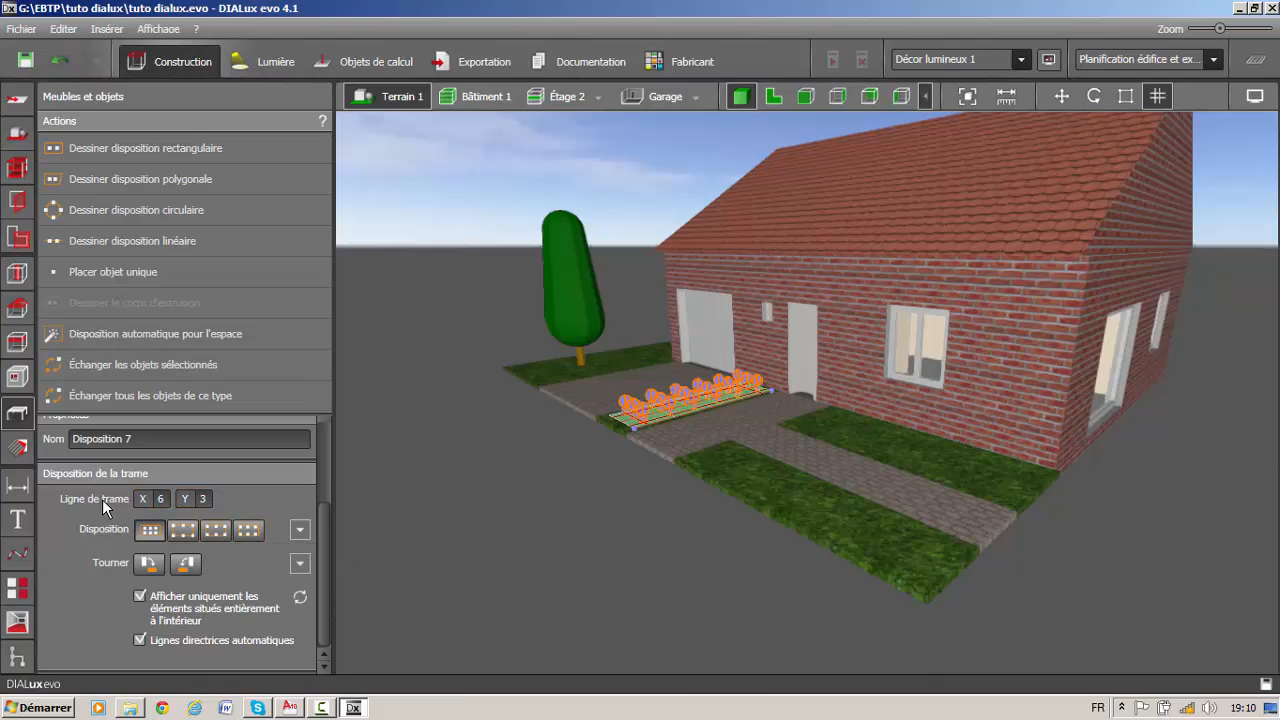 G:\EBTP\tuto dialux\tuto dialux.evo - DIALux evo 4.1
Fichier Editer Insérer Affichage ? Zoom
Construction Lumière Objets de calcul Exportation Documentation Fabricant Décor lumineux 1 Planification édifice et ex...
Meubles et objets Terrain 1 Bâtiment 1 Étage 2 Garage
Actions ?
Dessiner disposition rectangulaire
Dessiner disposition polygonale
Dessiner disposition circulaire
Dessiner disposition linéaire
Placer objet unique
Dessiner le corps d'extrusion
Disposition automatique pour l'espace
Échanger les objets sélectionnés
Échanger tous les objets de ce type
Propriétés
Nom Disposition 7
Disposition de la trame
Ligne de trame X 6 Y 3
Disposition
Tourner
Afficher uniquement les
éléments situés entièrement
à l'intérieur
Lignes directrices automatiques
DIALux evo
Démarrer FR 19:10